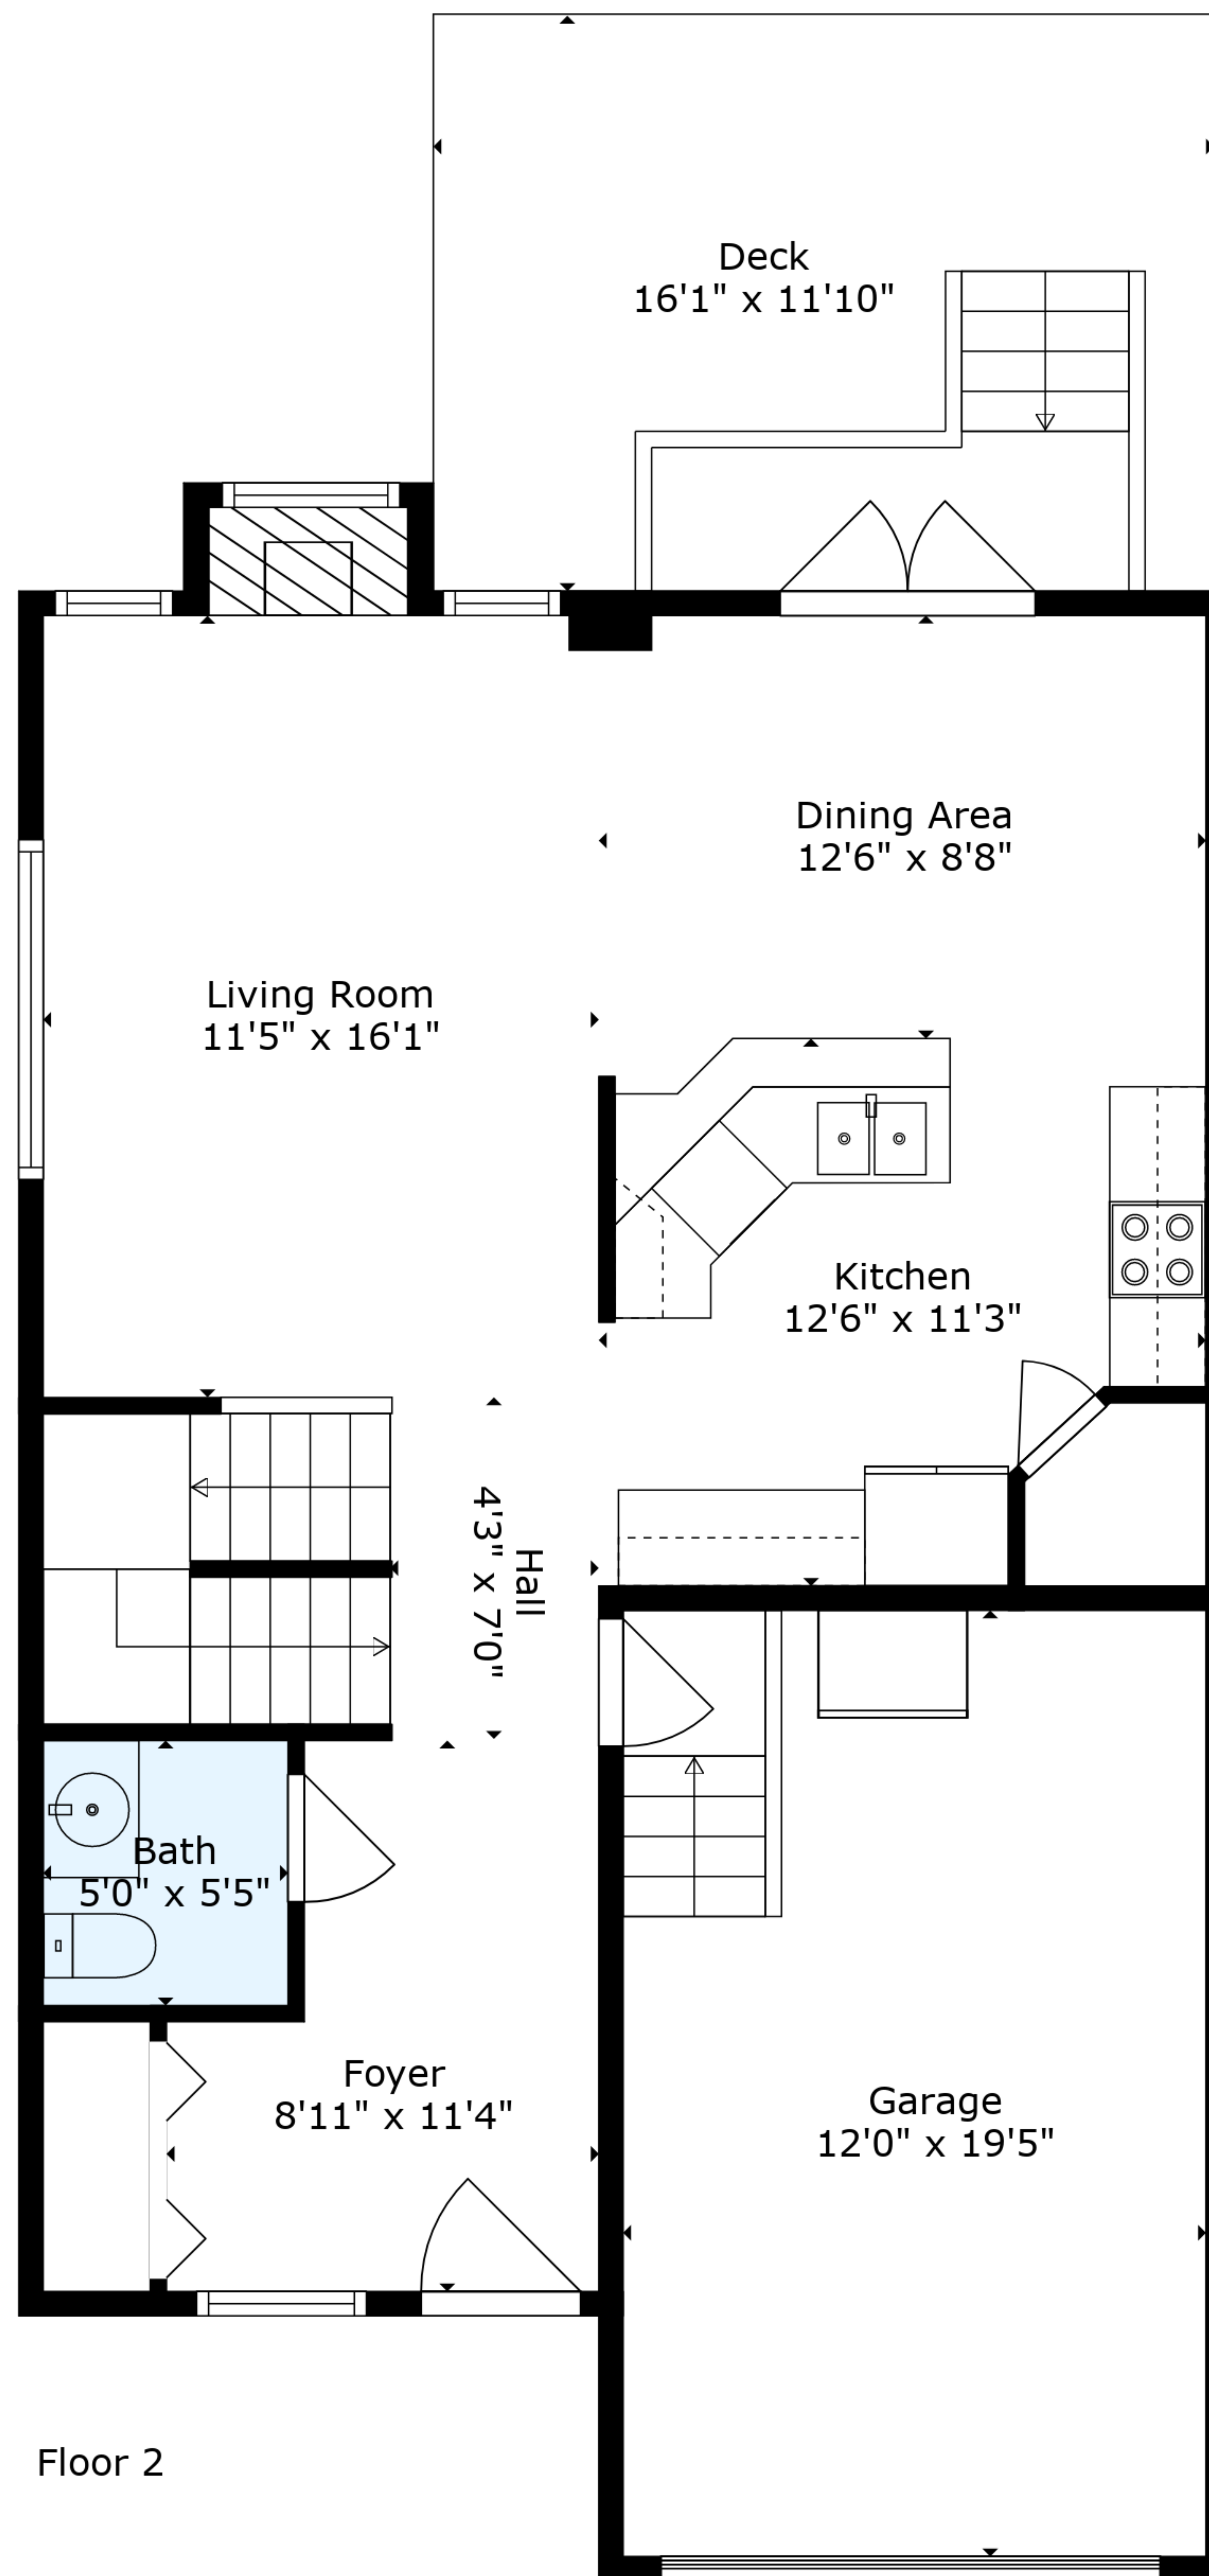 Deck
16'1" x 11'10"
Dining Area
12'6" x 8'8"
Living Room
11'5" x 16'1"
Kitchen
12'6" x 11'3"
Hall
4'3" x 7'0"
Bath
5'0" x 5'5"
Foyer
8'11" x 11'4"
Garage
12'0" x 19'5"
Floor 2